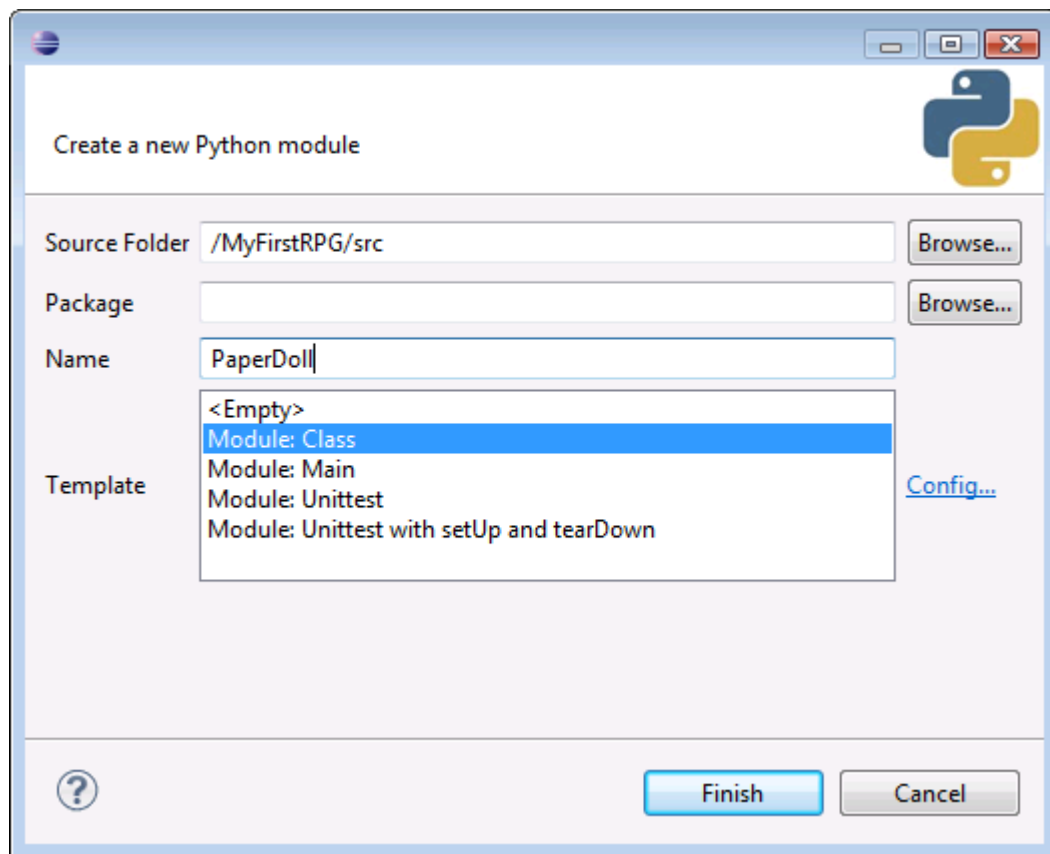 Create a new Python module
Source Folder /MyFirstRPG/src Browse...
Package Browse...
Name PaperDoll
<Empty>
Module: Class
Module: Main
Template
Module: Unittest
Config...
Module: Unittest with setUp and tearDown
?
Finish Cancel